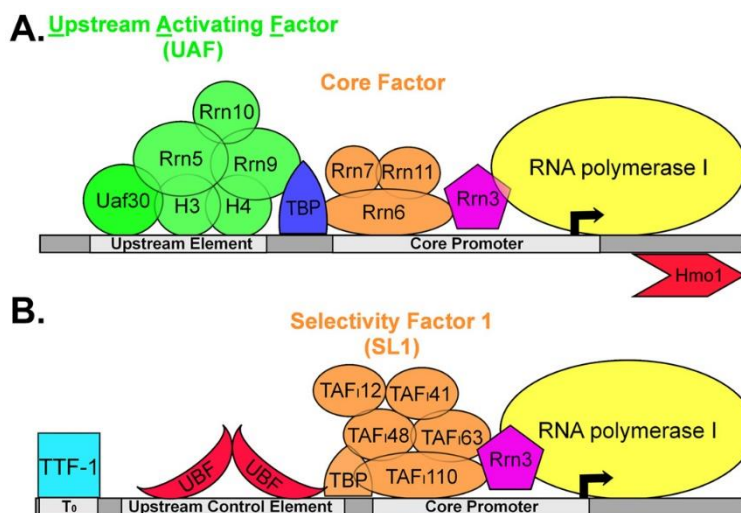 A.
Upstream Activating Factor
(UAF)
Core Factor
Rrn10
Rrn5
Rrn9
Uaf30
H3
H4
TBP
Rrn7
Rrn11
Rrn6
Rrn3
RNA polymerase I
Upstream Element
Core Promoter
Hmo1
B.
Selectivity Factor 1
(SL1)
TAFI12
TAFI41
TAFI48
TAFI63
TTF-1
UBF
UBF
TBP
TAFI110
Rrn3
RNA polymerase I
T0
Upstream Control Element
Core Promoter